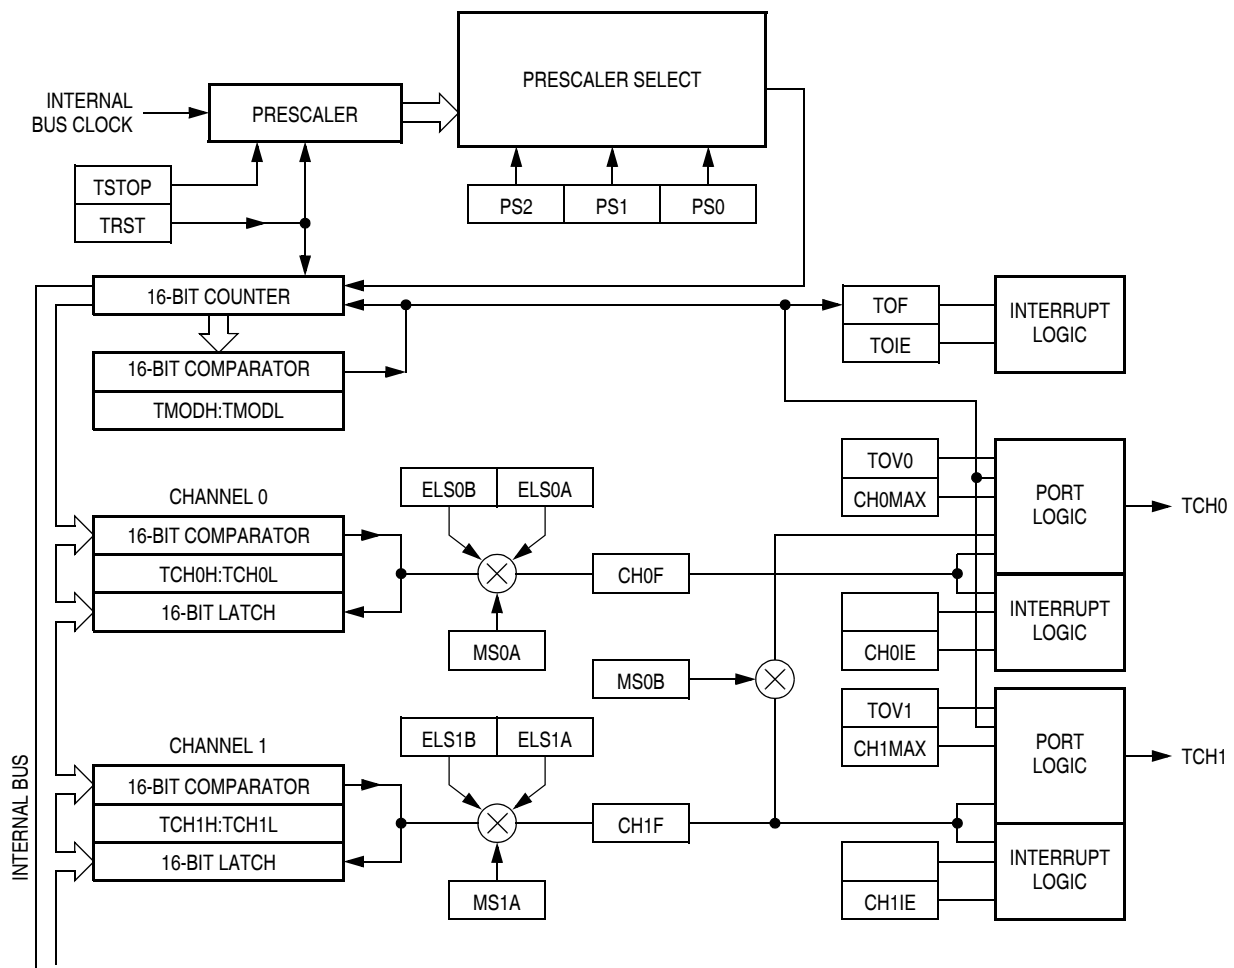 PRESCALER SELECT
INTERNAL
BUS CLOCK
PRESCALER
TSTOP
TRST
PS2 PS1 PS0
16-BIT COUNTER
TOF
TOIE
INTERRUPT
LOGIC
16-BIT COMPARATOR
TMODH:TMODL
CHANNEL 0
ELS0B ELS0A
TOV0
CH0MAX
PORT
LOGIC
TCH0
16-BIT COMPARATOR
TCH0H:TCH0L
16-BIT LATCH
CH0F
MS0A
INTERRUPT
LOGIC
CH0IE
MS0B
CHANNEL 1
ELS1B ELS1A
TOV1
CH1MAX
PORT
LOGIC
TCH1
16-BIT COMPARATOR
TCH1H:TCH1L
16-BIT LATCH
CH1F
MS1A
INTERRUPT
LOGIC
CH1IE
INTERNAL BUS